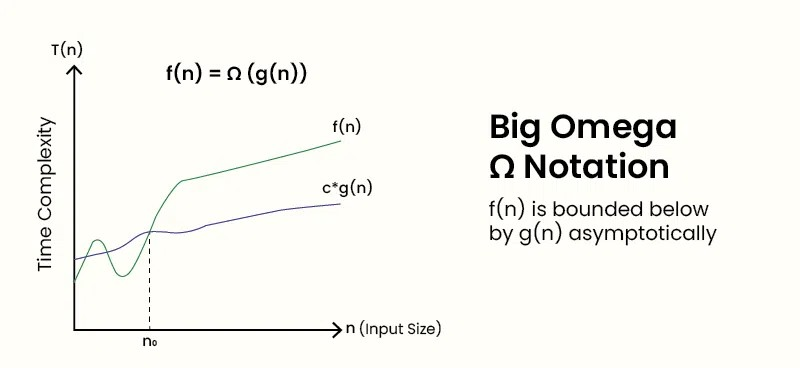 T(n)
f(n) = Ω (g(n))
f(n)
c*g(n)
Time Complexity
n (Input Size)
n₀
Big Omega
Ω Notation
f(n) is bounded below
by g(n) asymptotically